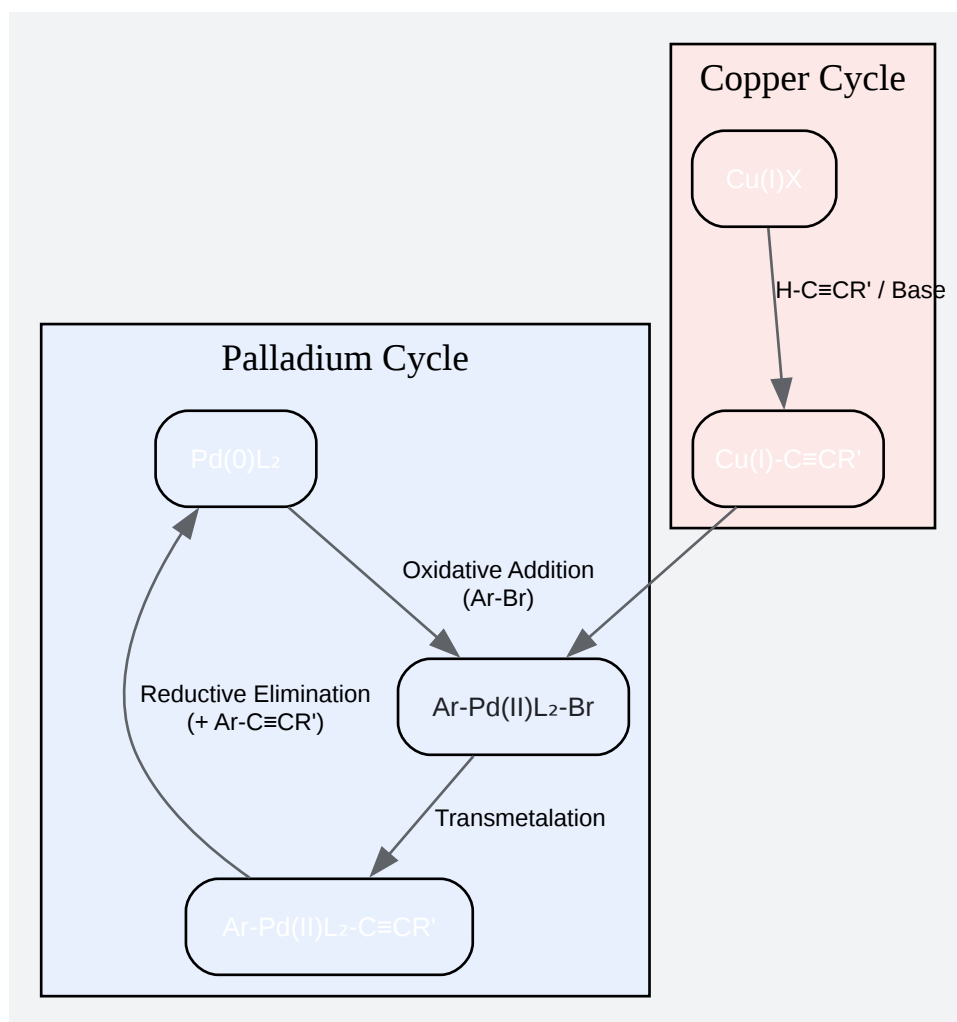 Copper Cycle
Cu(I)X
H-C≡CR' / Base
Palladium Cycle
Pd(0)L₂
Cu(I)-C≡CR'
Oxidative Addition
(Ar-Br)
Reductive Elimination
(+ Ar-C≡CR')
Ar-Pd(II)L₂-Br
Transmetalation
Ar-Pd(II)L₂-C≡CR'